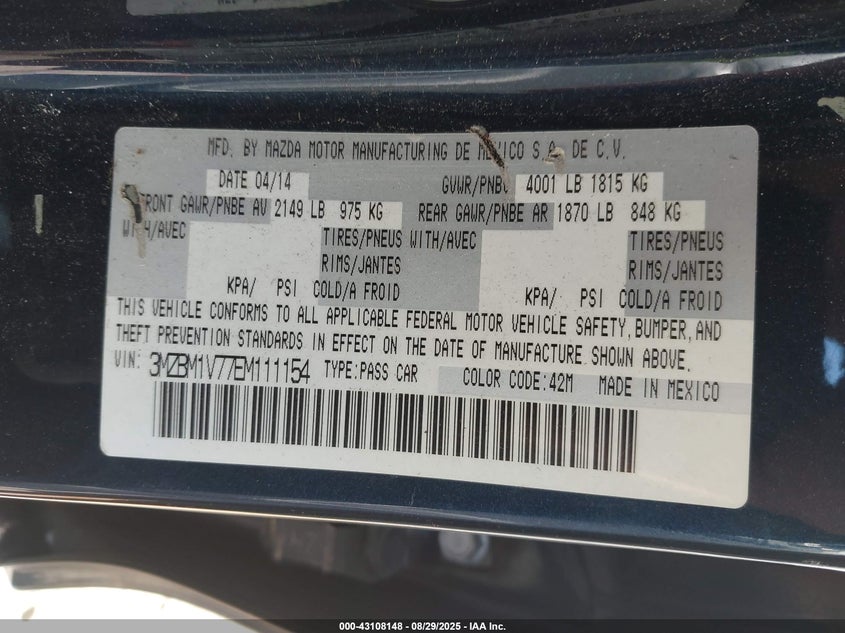 MFD. BY MAZDA MOTOR MANUFACTURING DE MEXICO S.A. DE C.V.
DATE 04/14 GVWR/PNBV 4001 LB 1815 KG
FRONT GAWR/PNBE AV 2149 LB 975 KG REAR GAWR/PNBE AR 1870 LB 848 KG
WITH/AVEC TIRES/PNEUS WITH/AVEC TIRES/PNEUS
RIMS/JANTES RIMS/JANTES
KPA/ PSI COLD/A FROID KPA/ PSI COLD/A FROID
THIS VEHICLE CONFORMS TO ALL APPLICABLE FEDERAL MOTOR VEHICLE SAFETY, BUMPER, AND
THEFT PREVENTION STANDARDS IN EFFECT ON THE DATE OF MANUFACTURE SHOWN ABOVE.
VIN: 3MZBM1V77EM111154 TYPE:PASS CAR COLOR CODE:42M MADE IN MEXICO
000-43108148 - 08/29/2025 - IAA Inc.